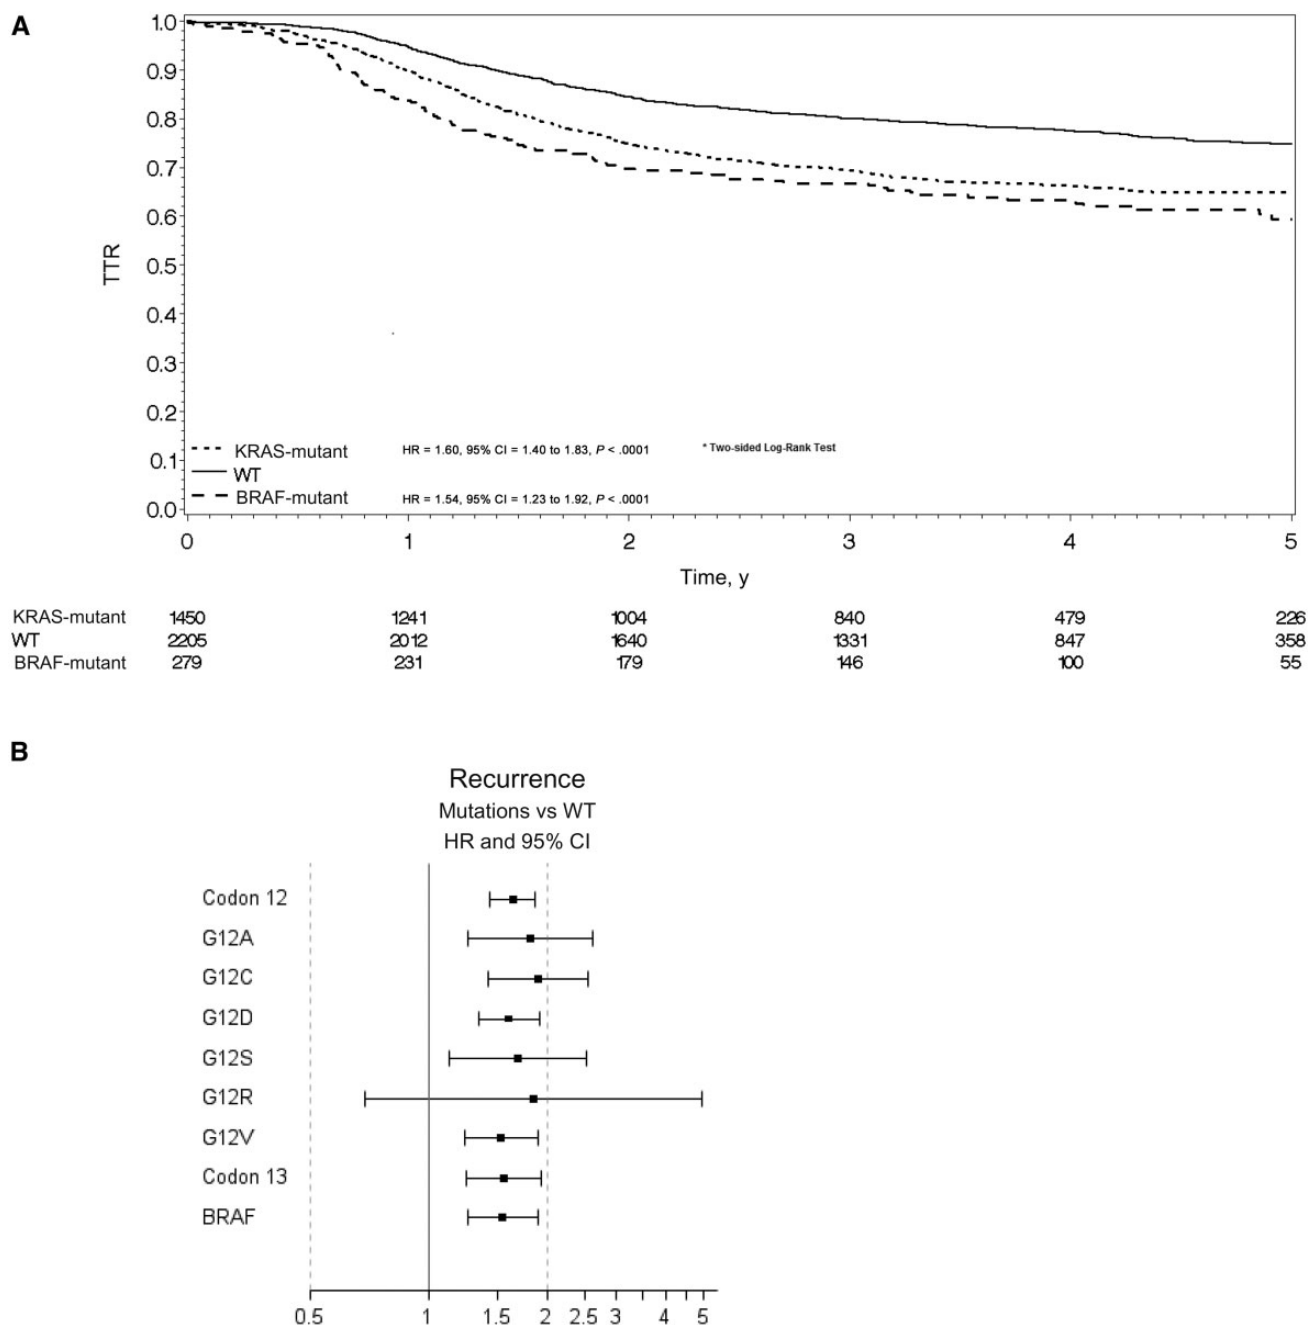 A
1.0
0.9
0.8
0.7
0.6
0.5
0.4
0.3
0.2
0.1
0.0
TTR
KRAS-mutant HR = 1.60, 95% CI = 1.40 to 1.83, P < .0001 * Two-sided Log-Rank Test
WT
BRAF-mutant HR = 1.54, 95% CI = 1.23 to 1.92, P < .0001
0 1 2 3 4 5
Time, y
KRAS-mutant 1450 1241 1004 840 479 226
WT 2205 2012 1640 1331 847 358
BRAF-mutant 279 231 179 146 100 55
B
Recurrence
Mutations vs WT
HR and 95% CI
Codon 12
G12A
G12C
G12D
G12S
G12R
G12V
Codon 13
BRAF
0.5 1 1.5 2 2.5 3 4 5